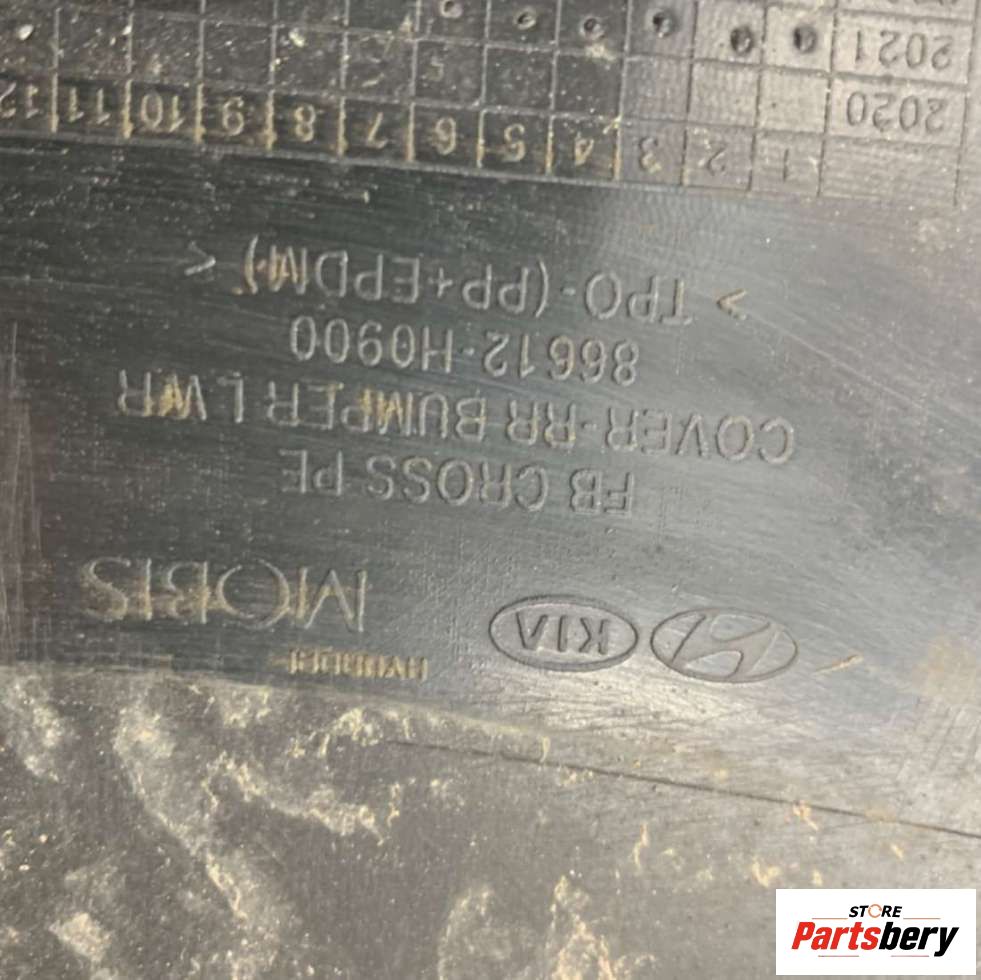 HYUNDAI
KIA
MOBIS
FB CROSS PE
COVER-RR BUMPER LWR
86612-H0900
> TPO-(PP+EPDM) <
1 2 3 4 5 6 7 8 9 10 11 12
2020
2021
STORE
Partsbery